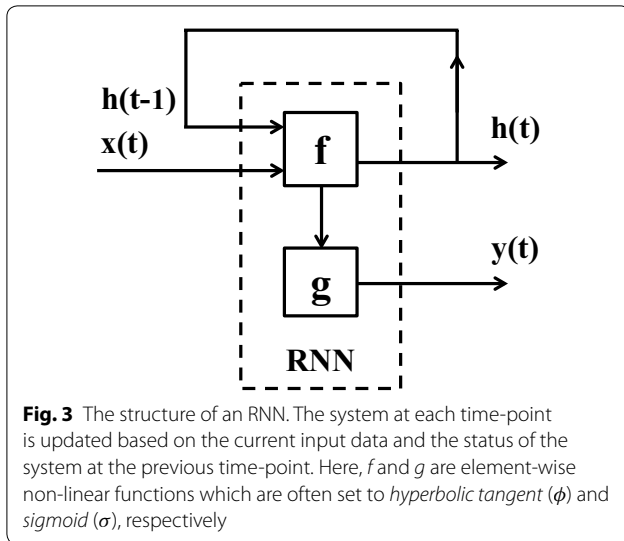 h(t-1)
x(t)
f
h(t)
g
y(t)
RNN
Fig. 3 The structure of an RNN. The system at each time-point
is updated based on the current input data and the status of the
system at the previous time-point. Here, f and g are element-wise
non-linear functions which are often set to hyperbolic tangent (ϕ) and
sigmoid (σ), respectively